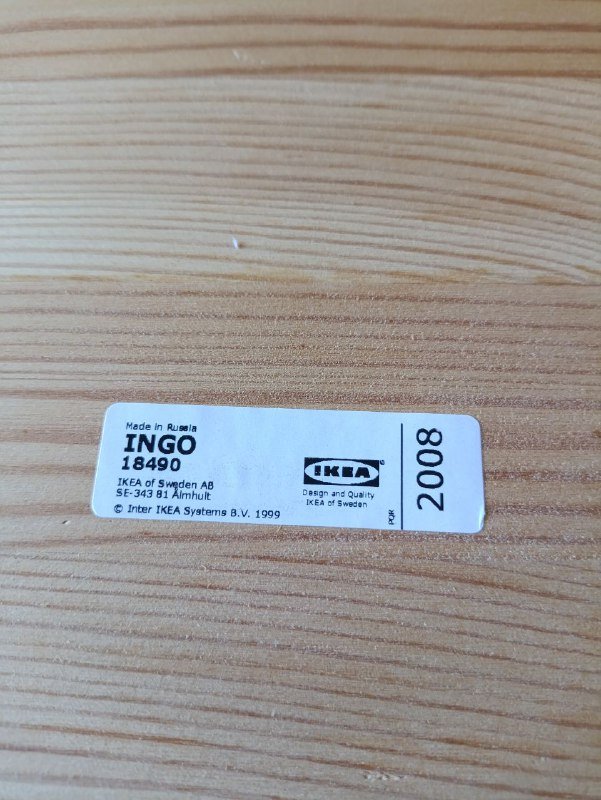 Made in Russia
INGO
18490
IKEA of Sweden AB
SE-343 81 Älmhult
© Inter IKEA Systems B.V. 1999
IKEA®
Design and Quality
IKEA of Sweden
PQR
2008